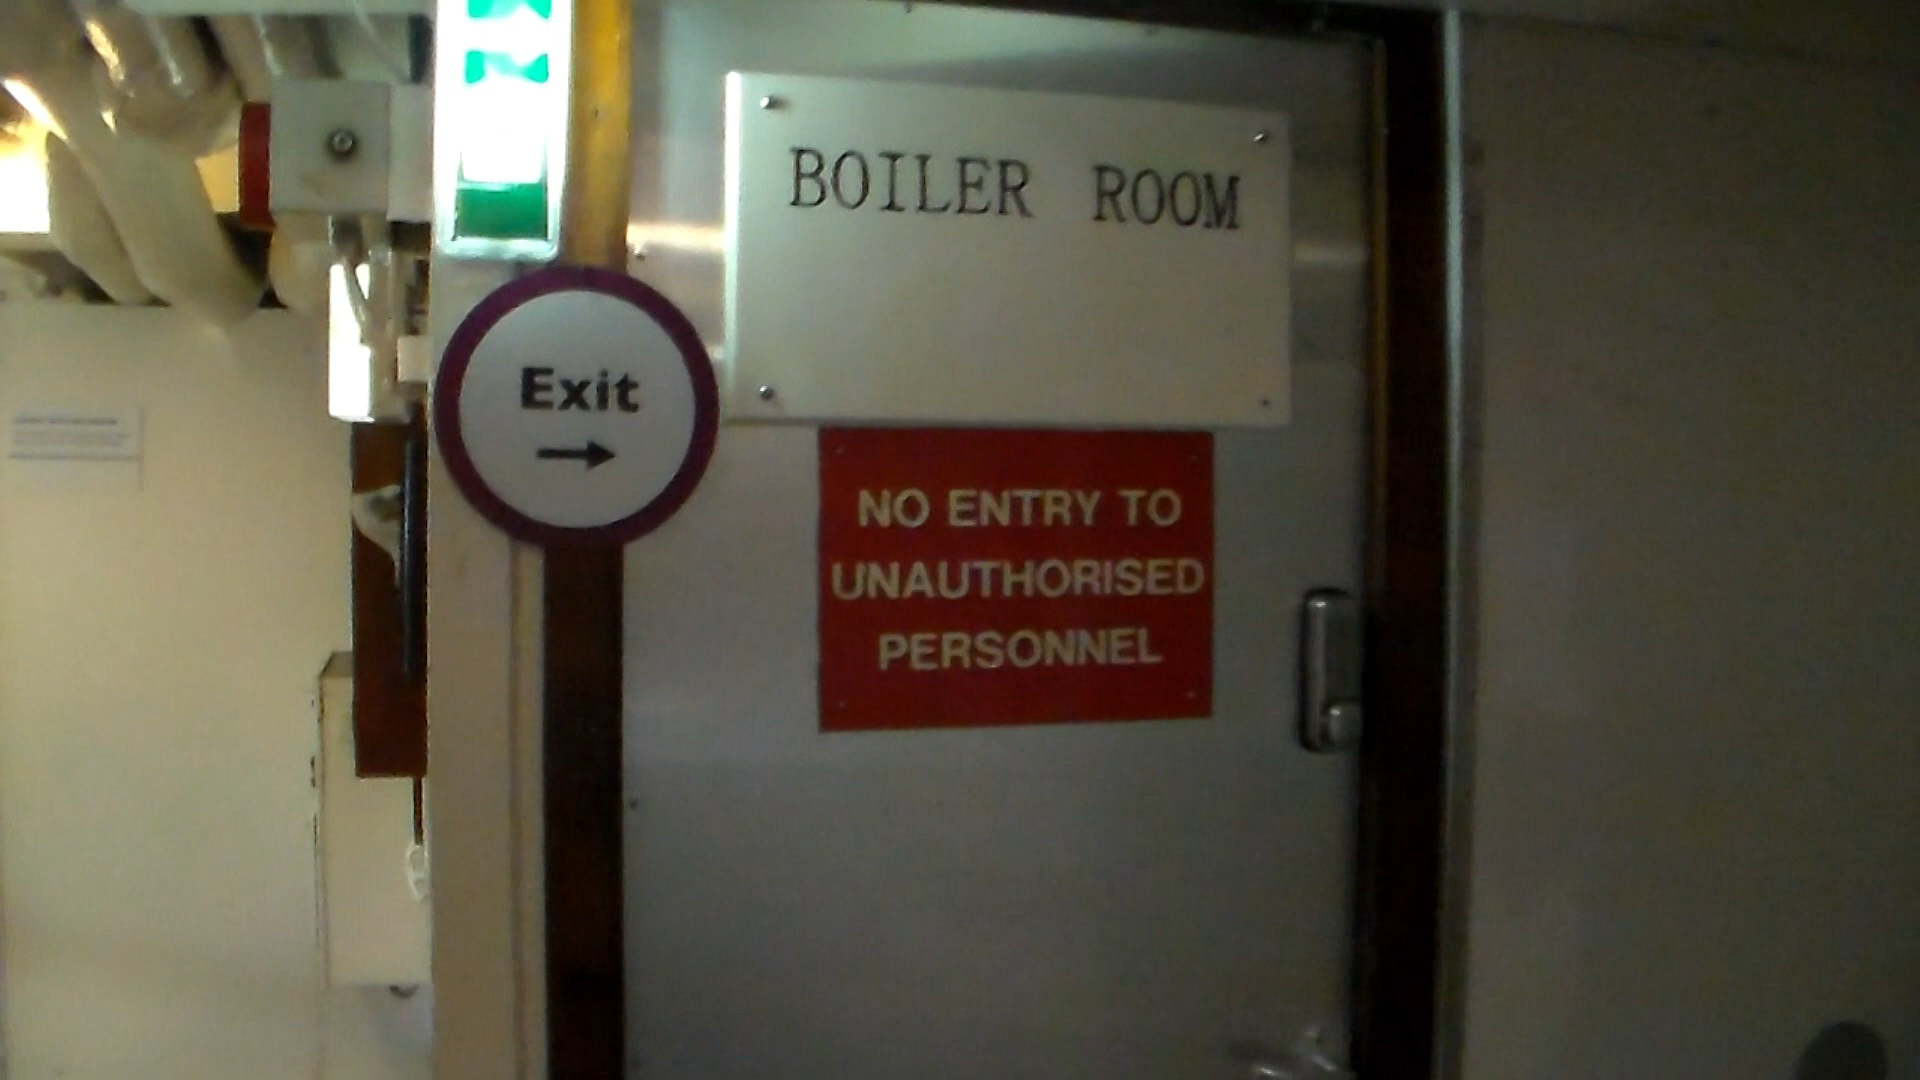 BOILER ROOM
Exit
NO ENTRY TO
UNAUTHORISED
PERSONNEL